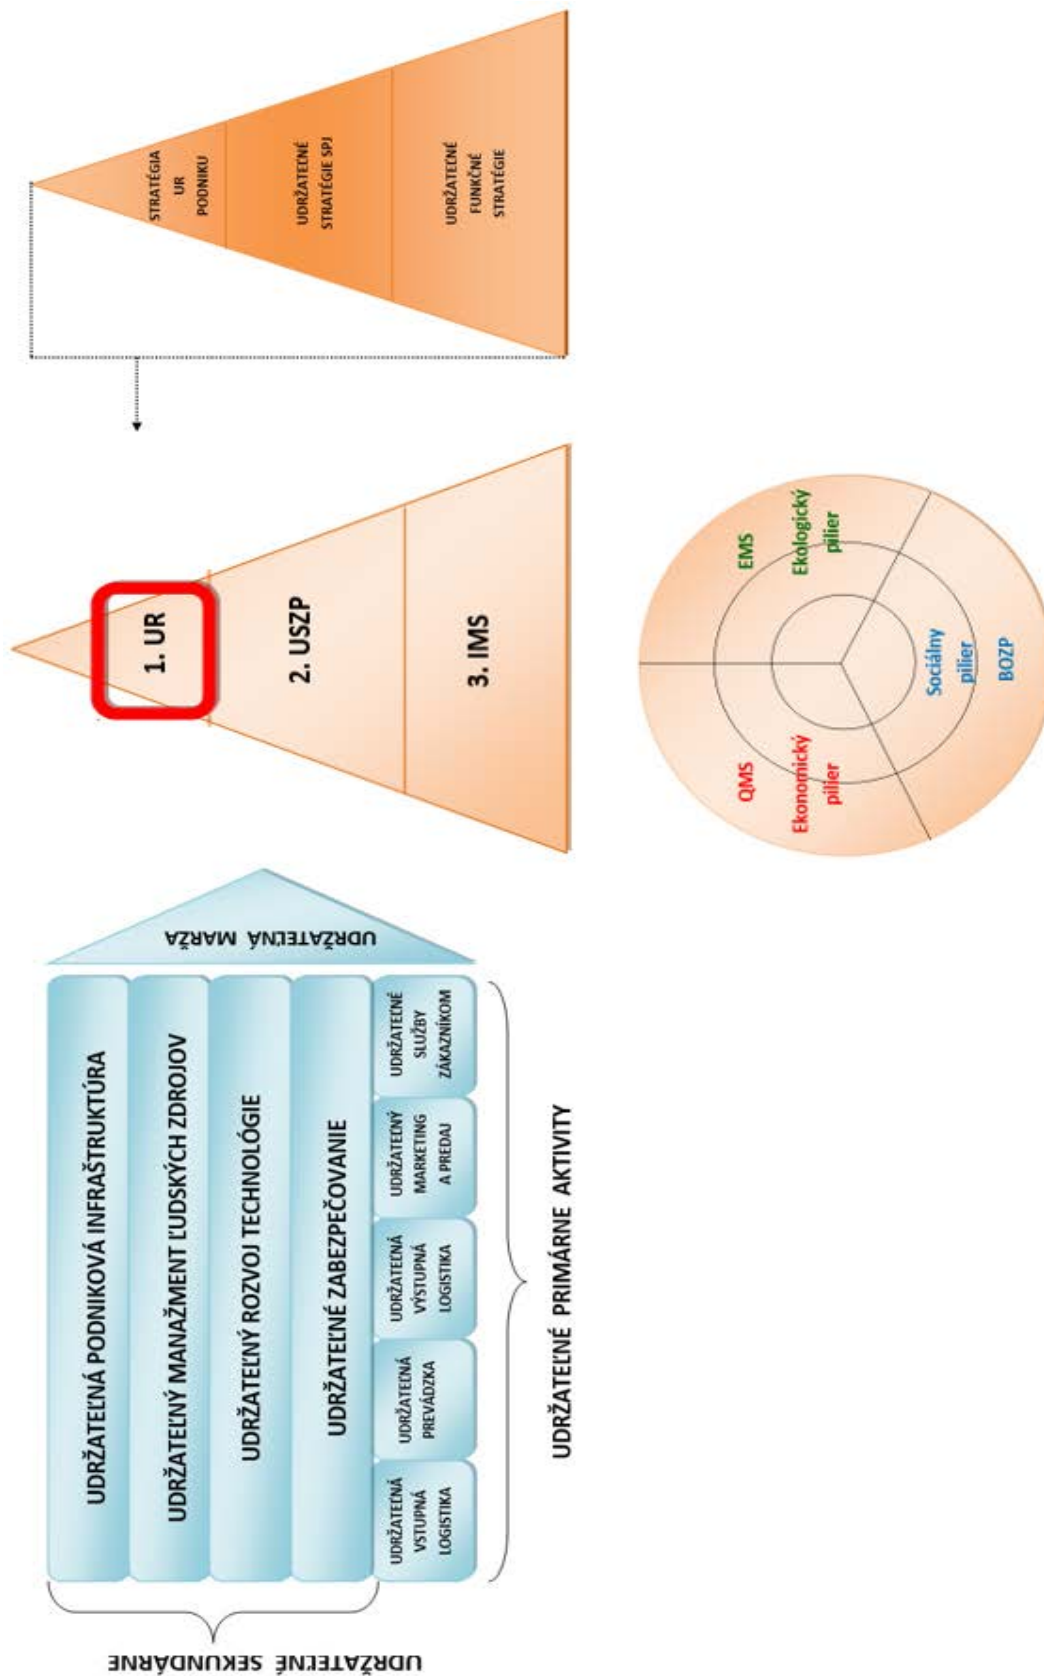 UDRŽATEĽNÉ SEKUNDÁRNE
UDRŽATEĽNÁ PODNIKOVÁ INFRAŠTRUKTÚRA
UDRŽATEĽNÝ MANAŽMENT ĽUDSKÝCH ZDROJOV
UDRŽATEĽNÝ ROZVOJ TECHNOLÓGIE
UDRŽATEĽNÉ ZABEZPEČOVANIE
UDRŽATEĽNÁ
VSTUPNÁ
LOGISTIKA
UDRŽATEĽNÁ
PREVÁDZKA
UDRŽATEĽNÁ
VÝSTUPNÁ
LOGISTIKA
UDRŽATEĽNÝ
MARKETING
A PREDAJ
UDRŽATEĽNÉ
SLUŽBY
ZÁKAZNÍKOM
UDRŽATEĽNÁ MARŽA
UDRŽATEĽNÉ PRIMÁRNE AKTIVITY
1. UR
2. USZP
3. IMS
QMS
Ekonomický
pilier
EMS
Ekologický
pilier
Sociálny
pilier
BOZP
STRATÉGIA
UR
PODNIKU
UDRŽATEĽNÉ
STRATÉGIE SPJ
UDRŽATEĽNÉ
FUNKČNÉ
STRATÉGIE